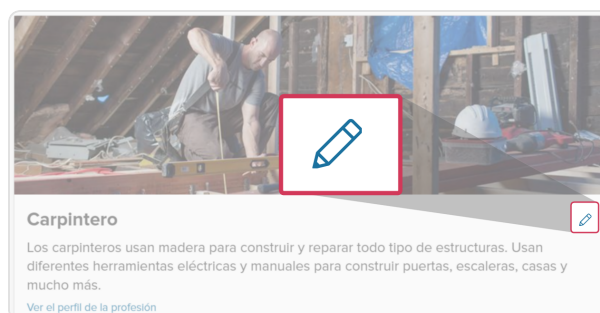 Carpintero
Los carpinteros usan madera para construir y reparar todo tipo de estructuras. Usan
diferentes herramientas eléctricas y manuales para construir puertas, escaleras, casas y
mucho más.
Ver el perfil de la profesión